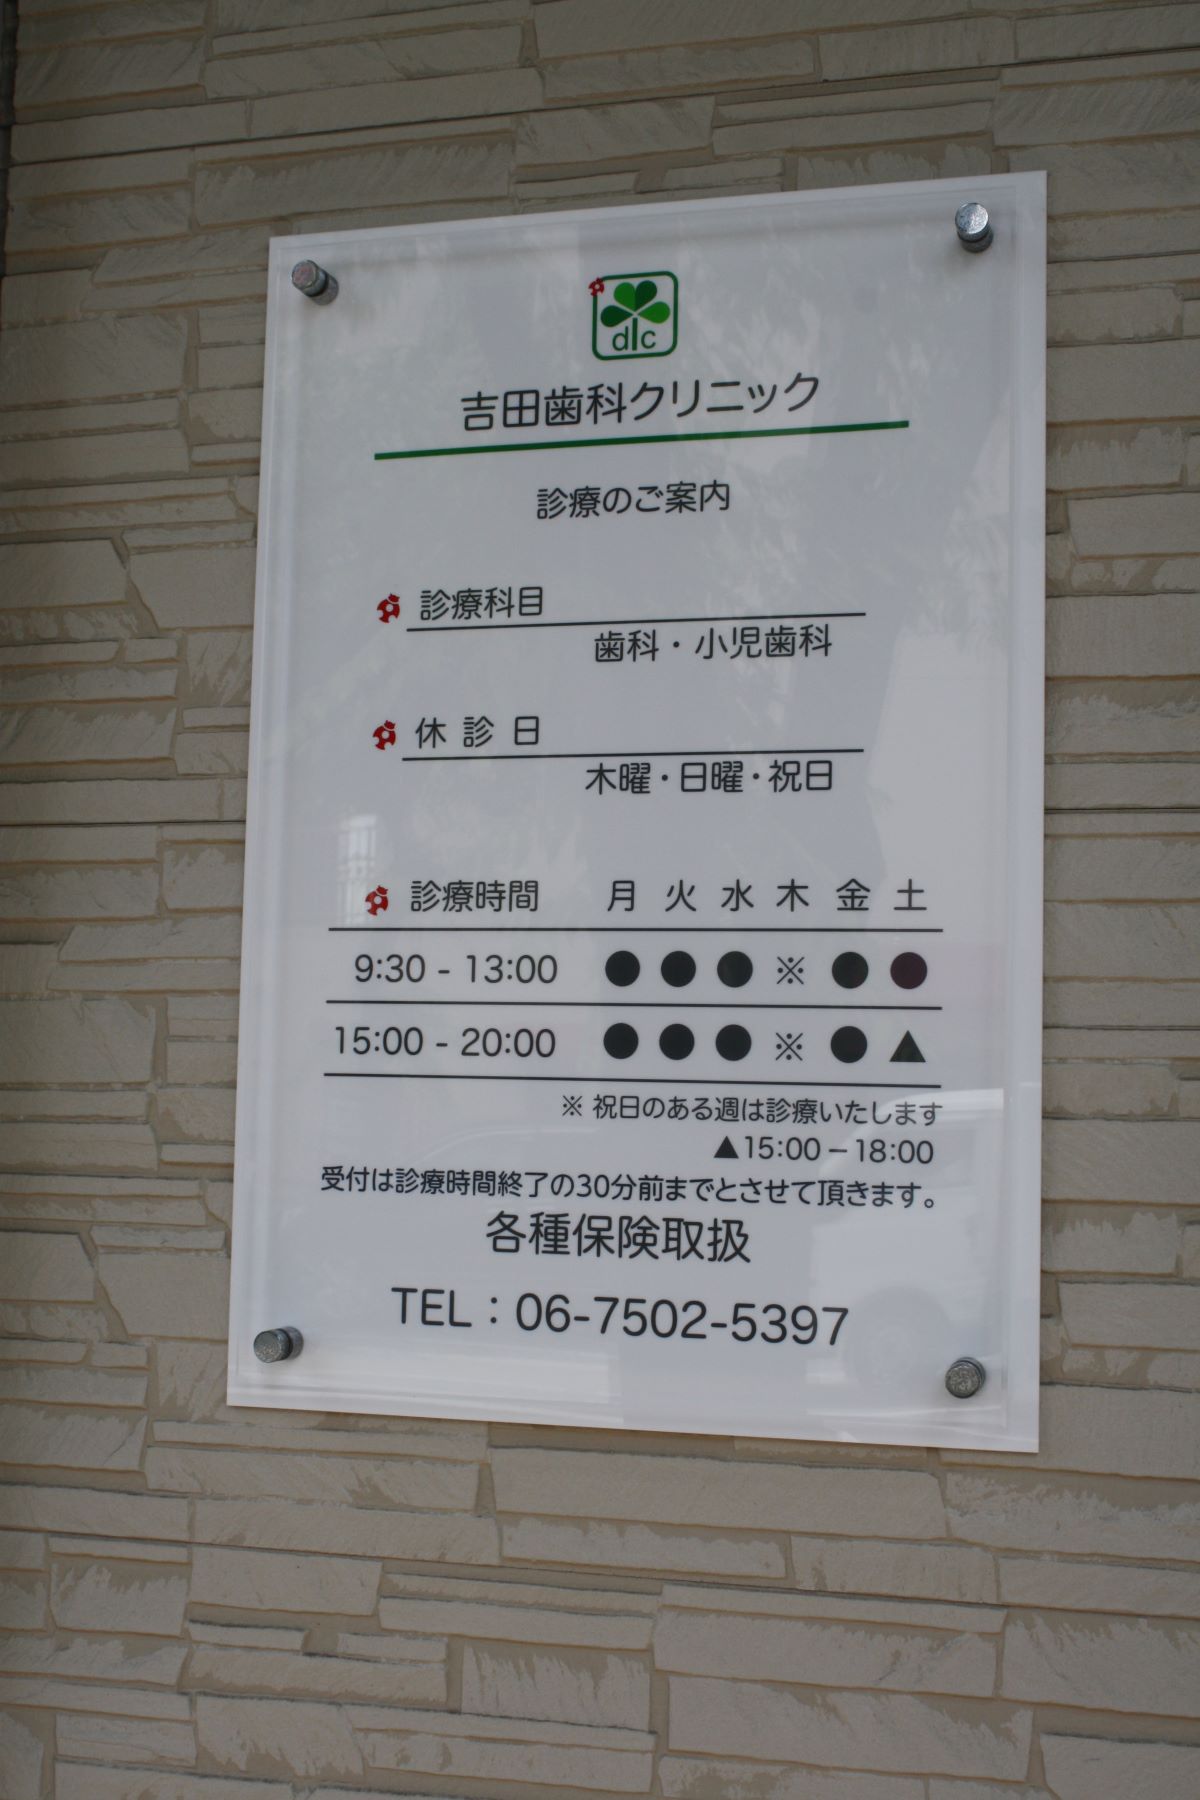 dlc
吉田歯科クリニック
診療のご案内
診療科目
歯科・小児歯科
休診日
木曜・日曜・祝日
診療時間 月 火 水 木 金 土
9:30 - 13:00 ● ● ● ※ ● ●
15:00 - 20:00 ● ● ● ※ ● ▲
※ 祝日のある週は診療いたします
▲15:00－18:00
受付は診療時間終了の30分前までとさせて頂きます。
各種保険取扱
TEL：06-7502-5397